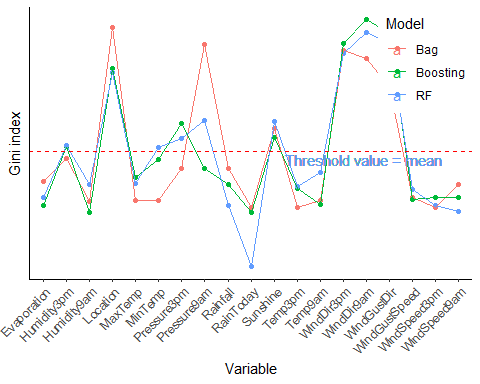 Model
a Bag
a Boosting
a RF
Gini index
Threshold value = mean
Evaporation
Humidity3pm
Humidity9am
Location
MaxTemp
MinTemp
Pressure3pm
Pressure9am
Rainfall
RainToday
Sunshine
Temp3pm
Temp9am
WindDir3pm
WindDir9am
WindGustDir
WindGustSpeed
WindSpeed3pm
WindSpeed9am
Variable